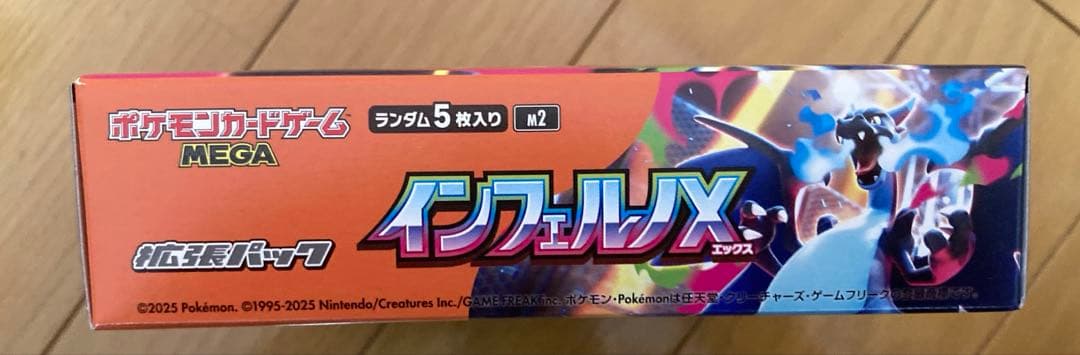 ポケモンカードゲーム
MEGA
ランダム5枚入り M2
インフェルノX
エックス
拡張パック
©2025 Pokémon. ©1995-2025 Nintendo/Creatures Inc./GAME FREAK inc. ポケモン・Pokémonは任天堂・クリーチャーズ・ゲームフリークの登録商標です。